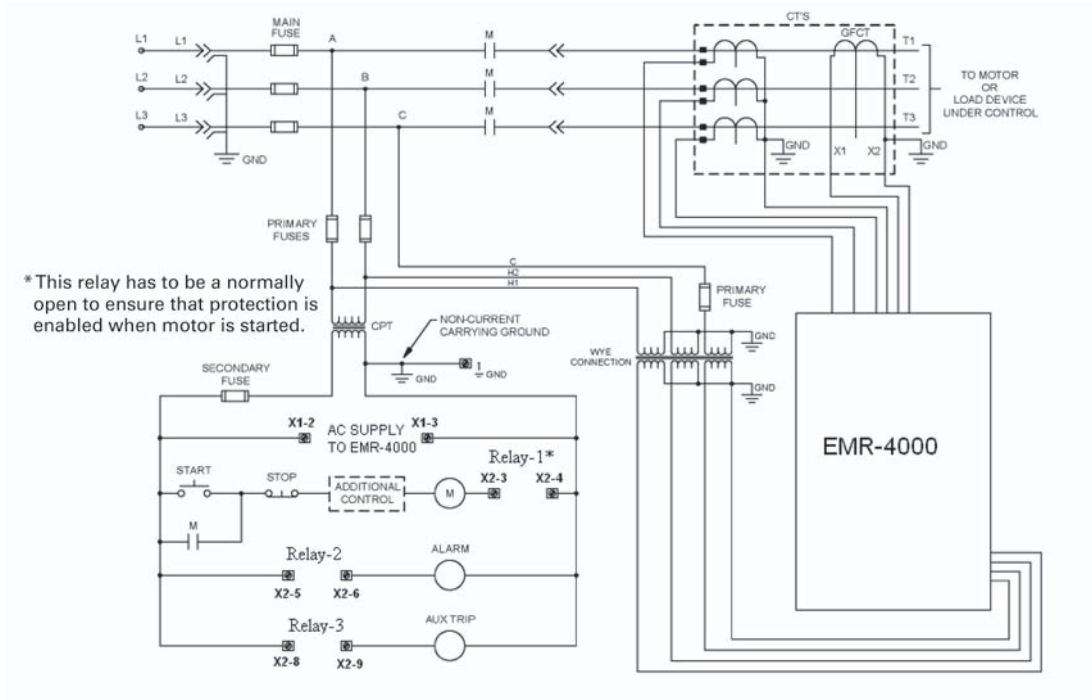 CT'S
MAIN
FUSE
GFCT
L1 L1
A
M
T1
L2 L2
B
M
T2
L3 L3
C
M
T3
TO MOTOR
OR
LOAD DEVICE
UNDER CONTROL
GND
GND
X1 X2
GND
PRIMARY
FUSES
* This relay has to be a normally
open to ensure that protection is
enabled when motor is started.
C
H2
H1
PRIMARY
FUSE
CPT
NON-CURRENT
CARRYING GROUND
GND
WYE
CONNECTION
1
GND
GND
GND
SECONDARY
FUSE
X1-2 AC SUPPLY X1-3
TO EMR-4000
EMR-4000
Relay-1*
START
STOP
ADDITIONAL
CONTROL
M
X2-3 X2-4
M
Relay-2
ALARM
X2-5 X2-6
Relay-3
AUX TRIP
X2-8 X2-9